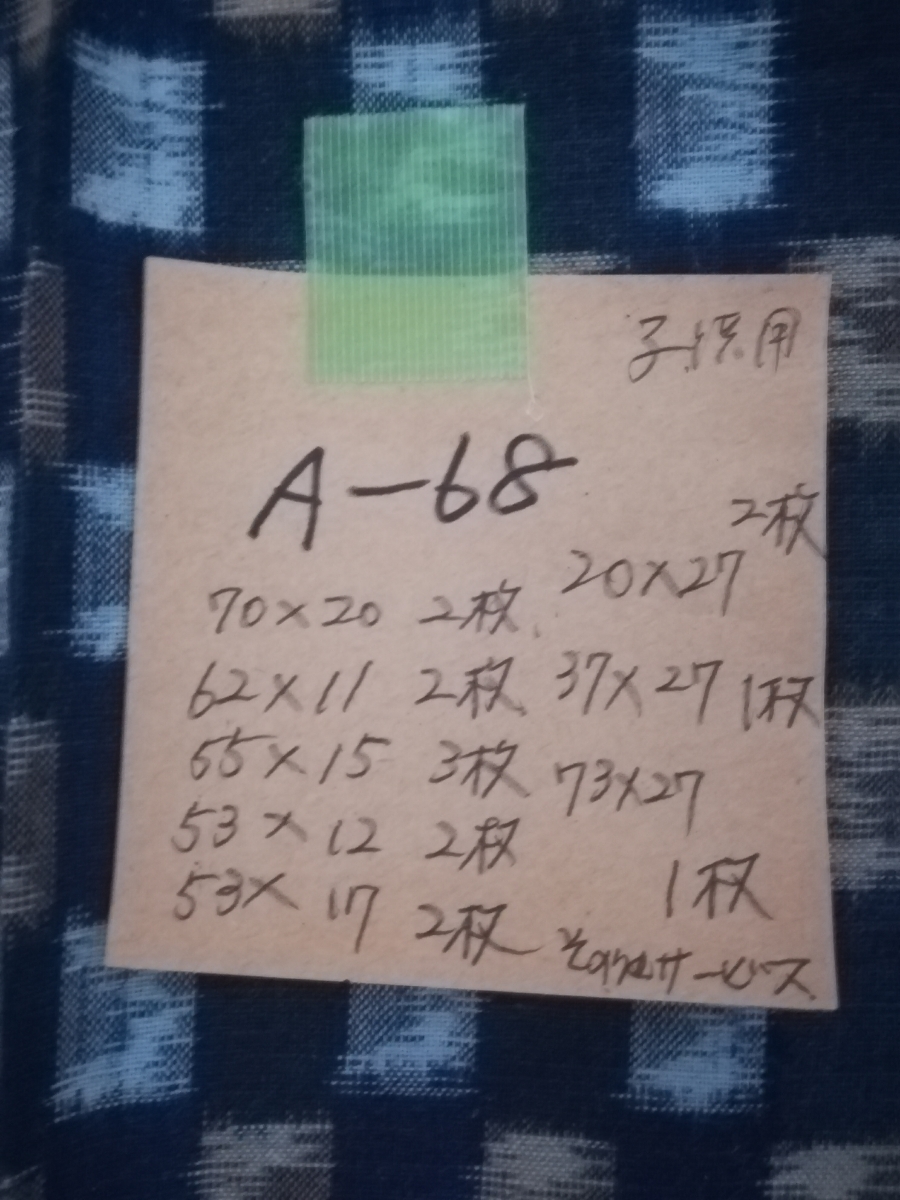 子供用
A-68
70×20 2枚
62×11 2枚
55×15 3枚
53×12 2枚
53×17 2枚
2枚
20×27
37×27 1枚
73×27
1枚
その他サービス